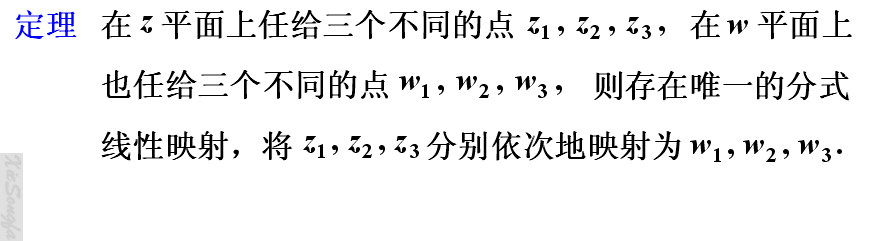 定理 在 z 平面上任给三个不同的点 z1, z2, z3, 在 w 平面上
也任给三个不同的点 w1, w2, w3, 则存在唯一的分式
线性映射，将 z1, z2, z3 分别依次地映射为 w1, w2, w3.